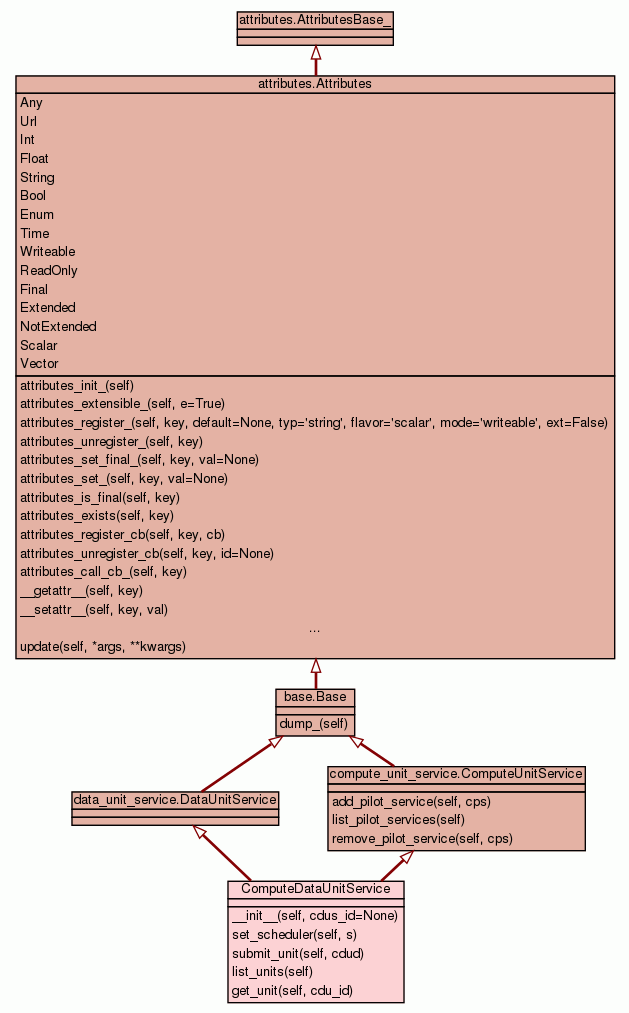 attributes.AttributesBase_
attributes.Attributes
Any
Url
Int
Float
String
Bool
Enum
Time
Writeable
ReadOnly
Final
Extended
NotExtended
Scalar
Vector
attributes_init_(self)
attributes_extensible_(self, e=True)
attributes_register_(self, key, default=None, typ='string', flavor='scalar', mode='writeable', ext=False)
attributes_unregister_(self, key)
attributes_set_final_(self, key, val=None)
attributes_set_(self, key, val=None)
attributes_is_final(self, key)
attributes_exists(self, key)
attributes_register_cb(self, key, cb)
attributes_unregister_cb(self, key, id=None)
attributes_call_cb_(self, key)
__getattr__(self, key)
__setattr__(self, key, val)
...
update(self, *args, **kwargs)
base.Base
dump_(self)
data_unit_service.DataUnitService
compute_unit_service.ComputeUnitService
add_pilot_service(self, cps)
list_pilot_services(self)
remove_pilot_service(self, cps)
ComputeDataUnitService
__init__(self, cdus_id=None)
set_scheduler(self, s)
submit_unit(self, cdud)
list_units(self)
get_unit(self, cdu_id)